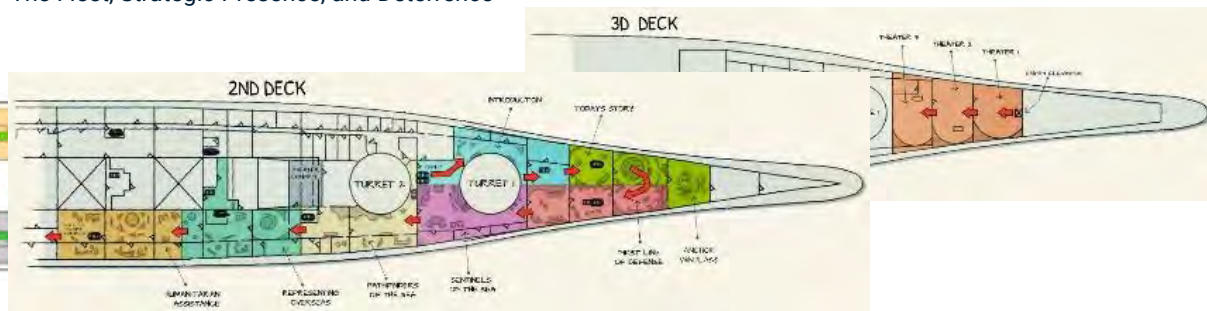 The Fleet, Strategic Presence, and Deterrence
3D DECK
THEATER 3
THEATER 2
THEATER 1
2ND DECK
INTRODUCTION
TODAY'S STORY
TURRET 2
TURRET 1
HUMANITARIAN
ASSISTANCE
REPRESENTING
OVERSEAS
PATHFINDERS
OF THE SEA
SENTINELS
OF THE SEA
FIRST LINE
OF DEFENSE
ANCHOR
WINDLASS